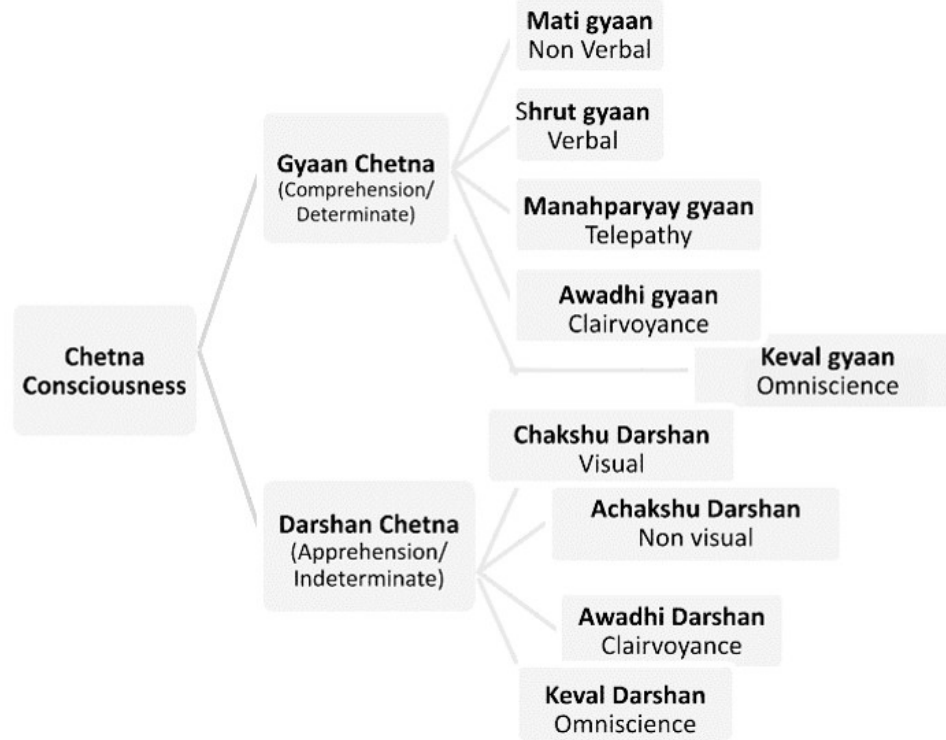 Chetna
Consciousness
Gyaan Chetna
(Comprehension/
Determinate)
Mati gyaan
Non Verbal
Shrut gyaan
Verbal
Manahparyay gyaan
Telepathy
Awadhi gyaan
Clairvoyance
Keval gyaan
Omniscience
Darshan Chetna
(Apprehension/
Indeterminate)
Chakshu Darshan
Visual
Achakshu Darshan
Non visual
Awadhi Darshan
Clairvoyance
Keval Darshan
Omniscience